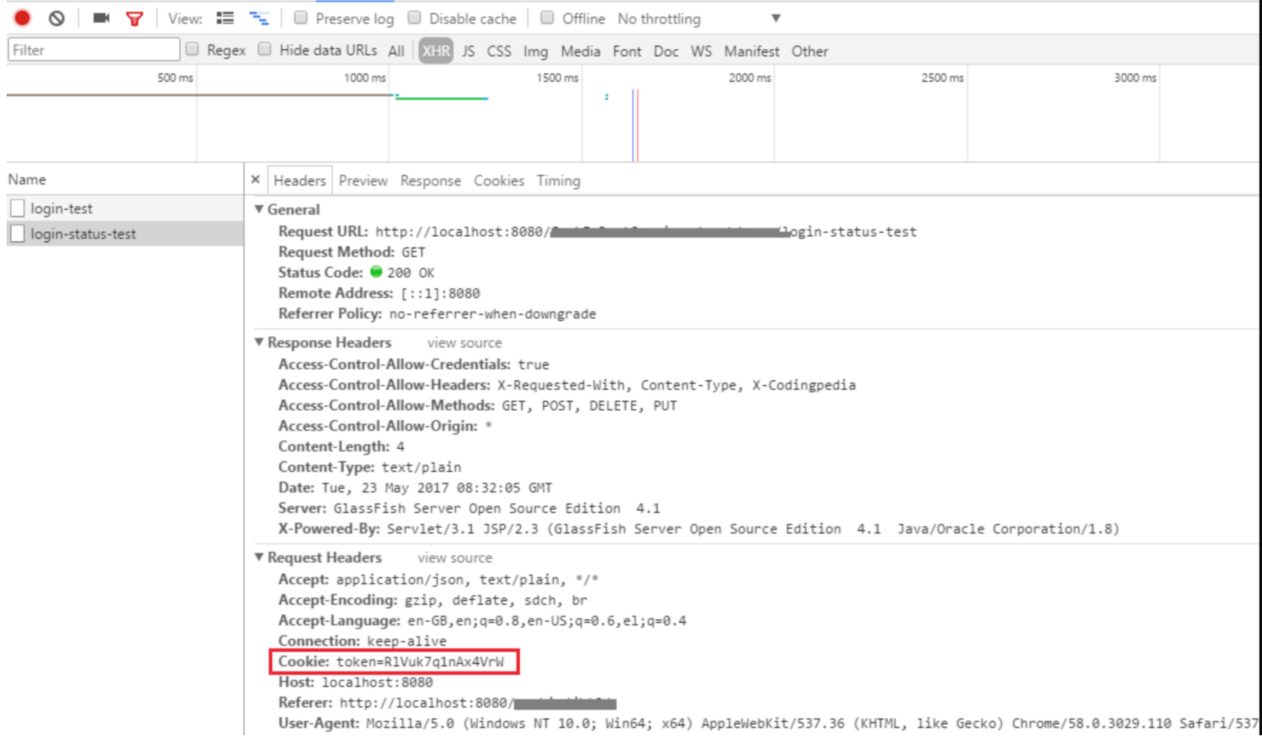 View: Preserve log Disable cache Offline No throttling
Filter Regex Hide data URLs All XHR JS CSS Img Media Font Doc WS Manifest Other
500 ms 1000 ms 1500 ms 2000 ms 2500 ms 3000 ms
Name
login-test
login-status-test
× Headers Preview Response Cookies Timing
General
Request URL: http://localhost:8080/ login-status-test
Request Method: GET
Status Code: 200 OK
Remote Address: [::1]:8080
Referrer Policy: no-referrer-when-downgrade
Response Headers view source
Access-Control-Allow-Credentials: true
Access-Control-Allow-Headers: X-Requested-With, Content-Type, X-Codingpedia
Access-Control-Allow-Methods: GET, POST, DELETE, PUT
Access-Control-Allow-Origin: *
Content-Length: 4
Content-Type: text/plain
Date: Tue, 23 May 2017 08:32:05 GMT
Server: GlassFish Server Open Source Edition 4.1
X-Powered-By: Servlet/3.1 JSP/2.3 (GlassFish Server Open Source Edition 4.1 Java/Oracle Corporation/1.8)
Request Headers view source
Accept: application/json, text/plain, */*
Accept-Encoding: gzip, deflate, sdch, br
Accept-Language: en-GB,en;q=0.8,en-US;q=0.6,el;q=0.4
Connection: keep-alive
Cookie: token=RlVuk7q1nAx4VrW
Host: localhost:8080
Referer: http://localhost:8080/
User-Agent: Mozilla/5.0 (Windows NT 10.0; Win64; x64) AppleWebKit/537.36 (KHTML, like Gecko) Chrome/58.0.3029.110 Safari/537